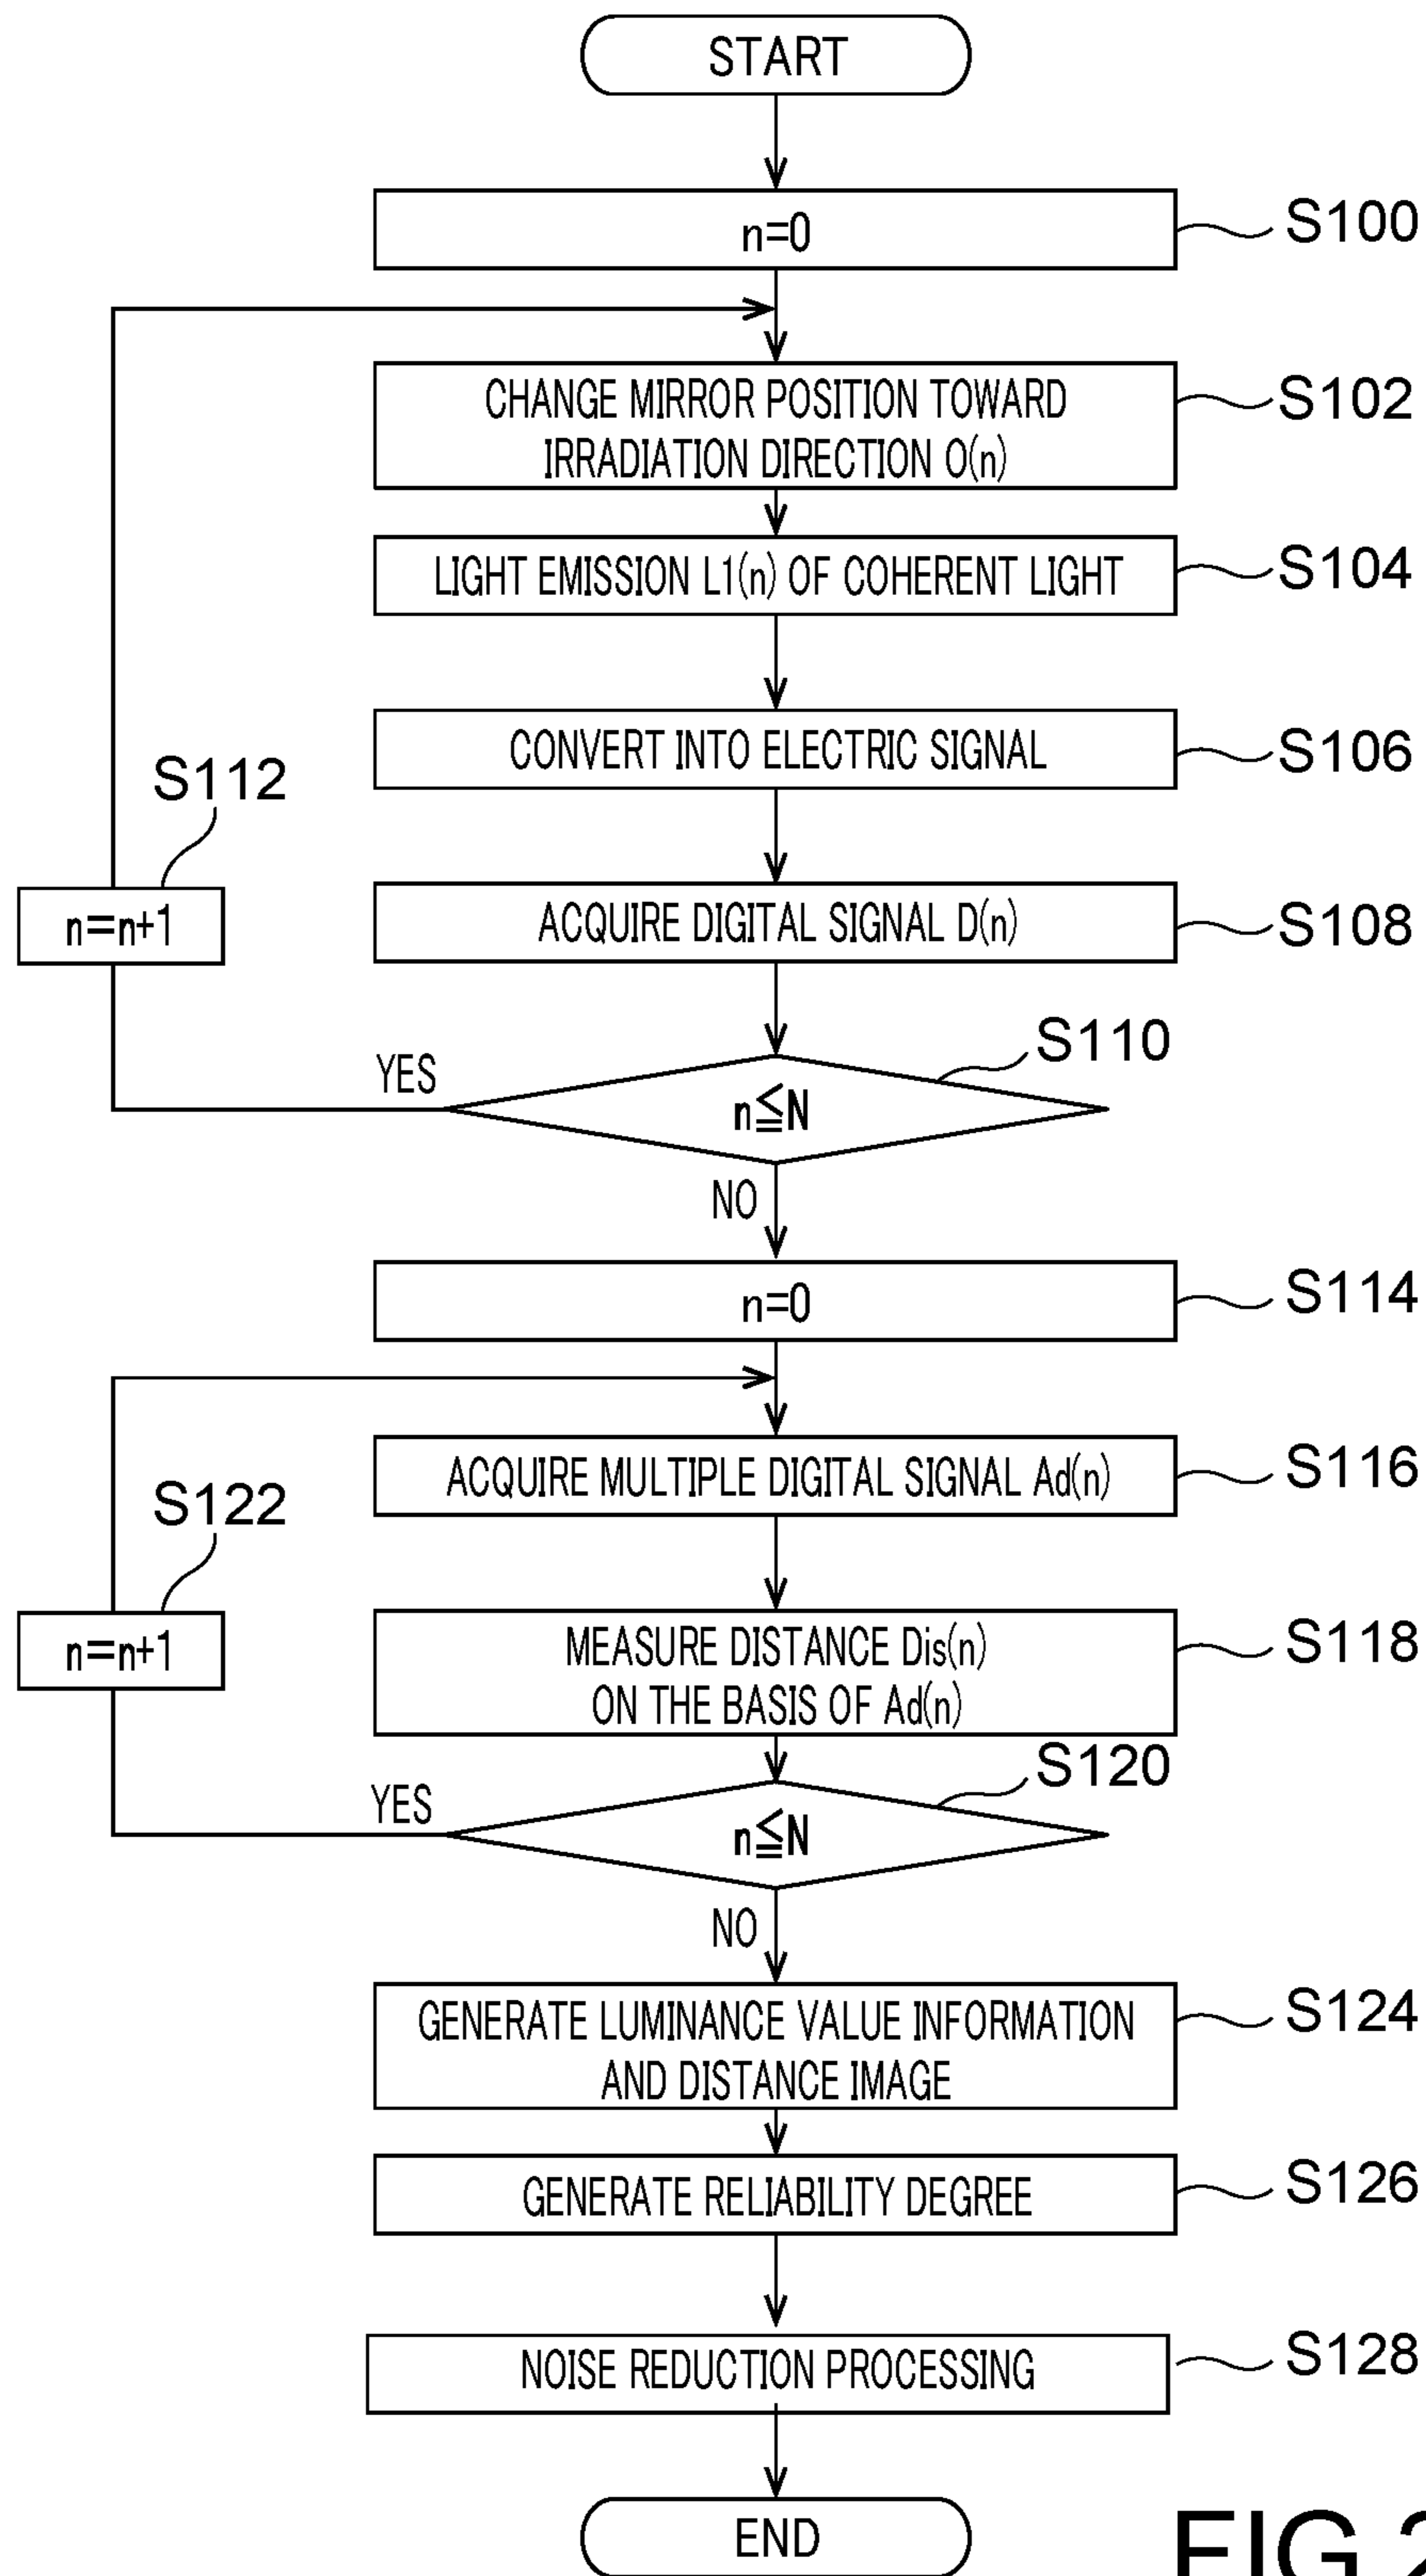 START
n=0
S100
CHANGE MIRROR POSITION TOWARD
IRRADIATION DIRECTION O(n)
S102
LIGHT EMISSION L1(n) OF COHERENT LIGHT
S104
CONVERT INTO ELECTRIC SIGNAL
S106
S112
n=n+1
ACQUIRE DIGITAL SIGNAL D(n)
S108
S110
YES
n≦N
NO
n=0
S114
ACQUIRE MULTIPLE DIGITAL SIGNAL Ad(n)
S116
S122
n=n+1
MEASURE DISTANCE Dis(n)
ON THE BASIS OF Ad(n)
S118
S120
YES
n≦N
NO
GENERATE LUMINANCE VALUE INFORMATION
AND DISTANCE IMAGE
S124
GENERATE RELIABILITY DEGREE
S126
NOISE REDUCTION PROCESSING
S128
END
FIG.2